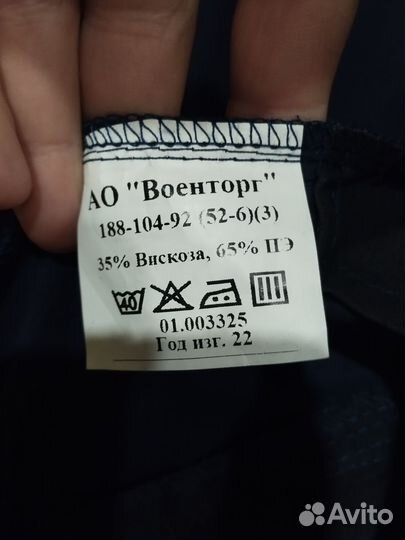 АО "Военторг"
188-104-92 (52-6)(3)
35% Вискоза, 65% ПЭ
40
01.003325
Год изг. 22
Avito